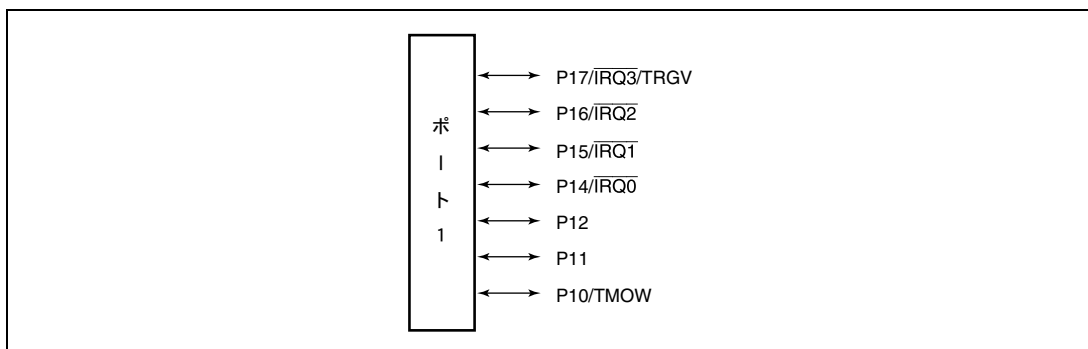 ポート1
P17/IRQ3/TRGV
P16/IRQ2
P15/IRQ1
P14/IRQ0
P12
P11
P10/TMOW